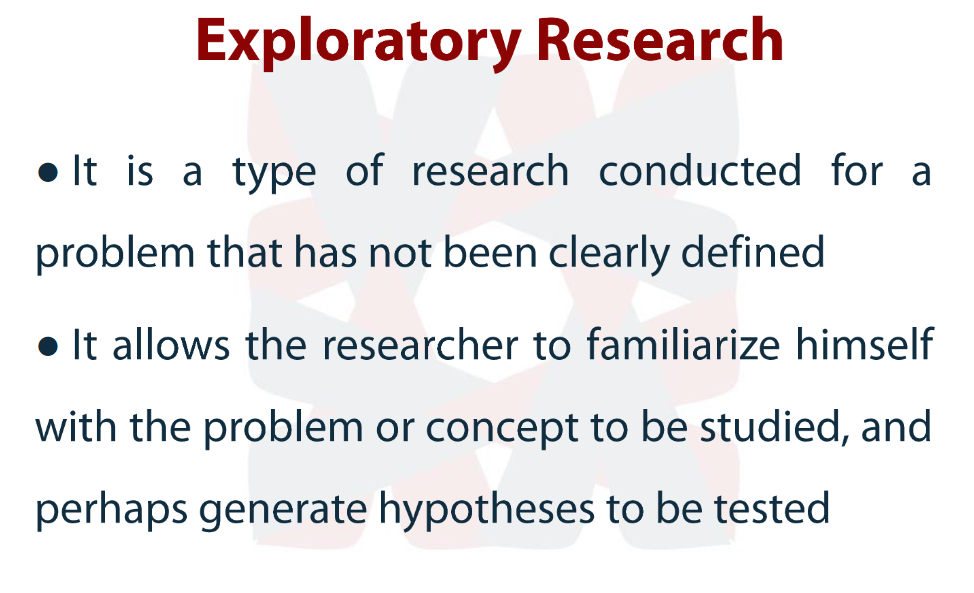 Exploratory Research
● It is a type of research conducted for a
problem that has not been clearly defined
● It allows the researcher to familiarize himself
with the problem or concept to be studied, and
perhaps generate hypotheses to be tested